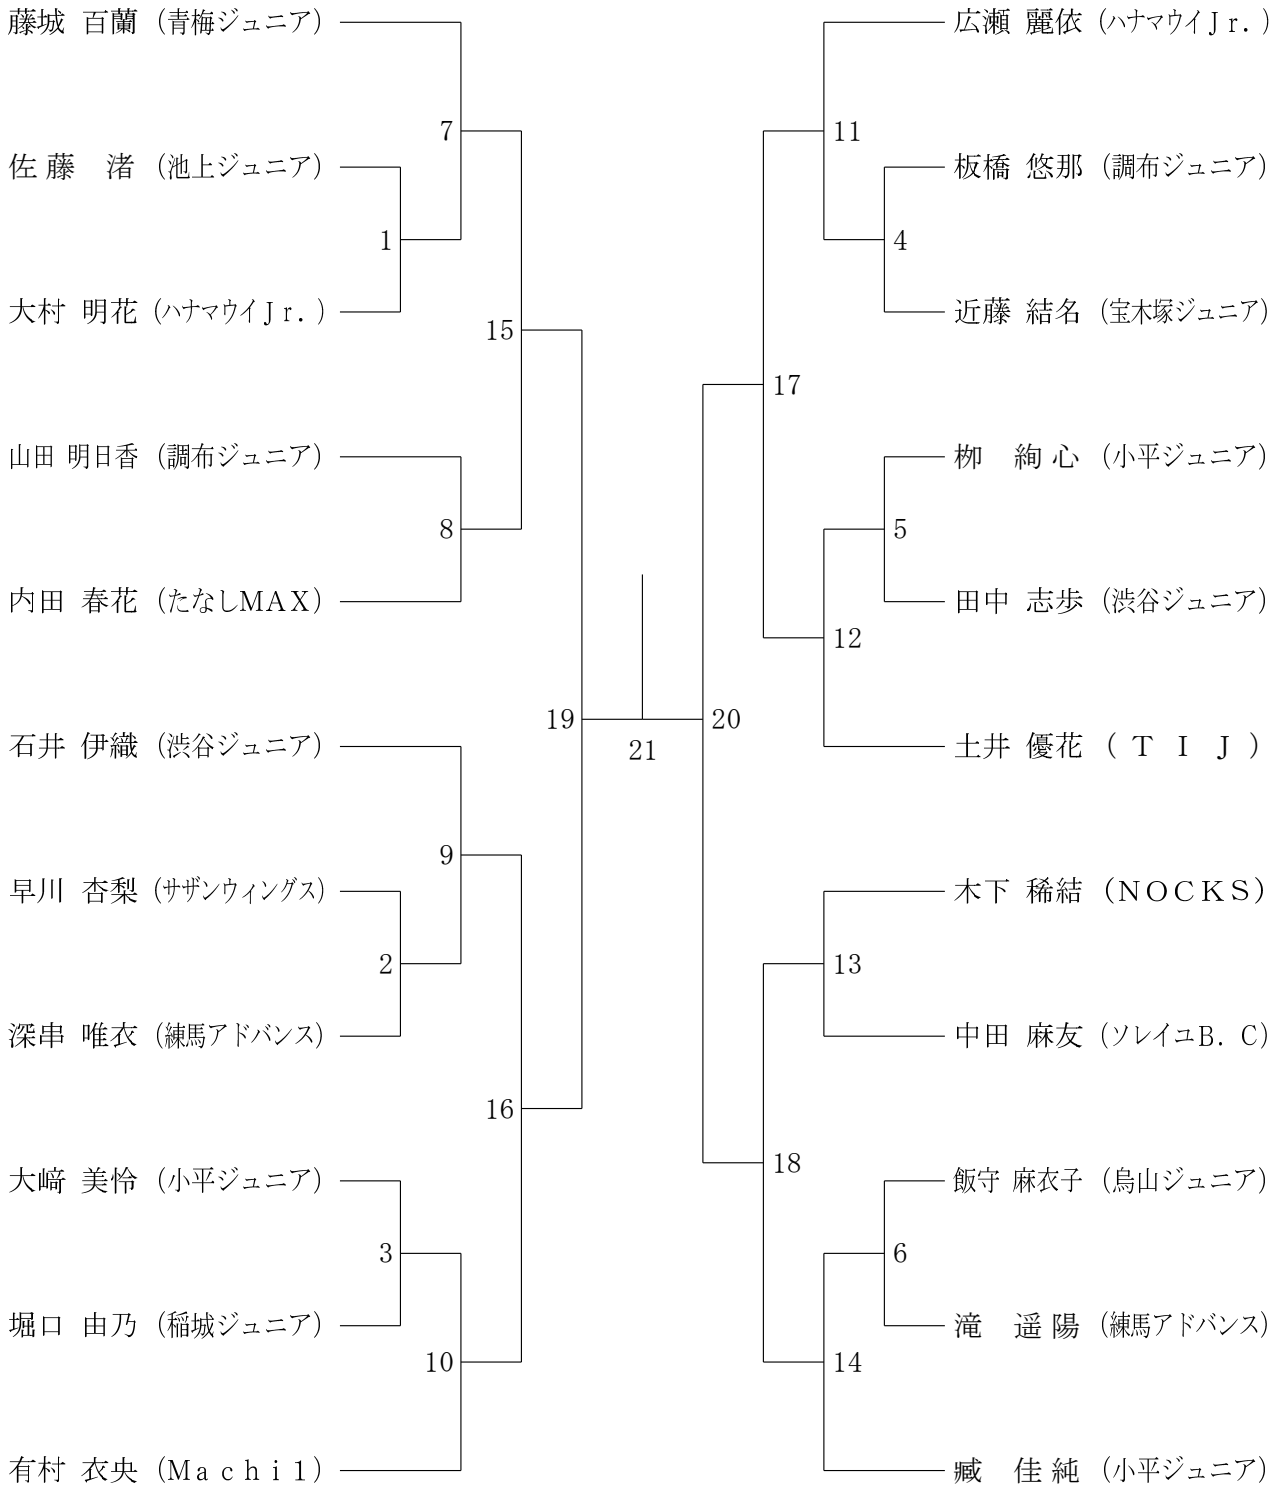 藤城 百蘭 (青梅ジュニア)
7
佐藤 渚 (池上ジュニア)
1
大村 明花 (ハナマウイJr.)
15
山田 明日香 (調布ジュニア)
8
内田 春花 (たなしMAX)
19
石井 伊織 (渋谷ジュニア)
9
早川 杏梨 (サザンウィングス)
2
深串 唯衣 (練馬アドバンス)
16
大﨑 美怜 (小平ジュニア)
3
堀口 由乃 (稲城ジュニア)
10
有村 衣央 (Machi1)
21
広瀬 麗依 (ハナマウイJr.)
11
板橋 悠那 (調布ジュニア)
4
近藤 結名 (宝木塚ジュニア)
17
栁 絢心 (小平ジュニア)
5
田中 志歩 (渋谷ジュニア)
12
20
土井 優花 (TIJ)
木下 稀結 (NOCKS)
13
中田 麻友 (ソレイユB.C)
18
飯守 麻衣子 (烏山ジュニア)
6
滝 遥陽 (練馬アドバンス)
14
臧 佳純 (小平ジュニア)